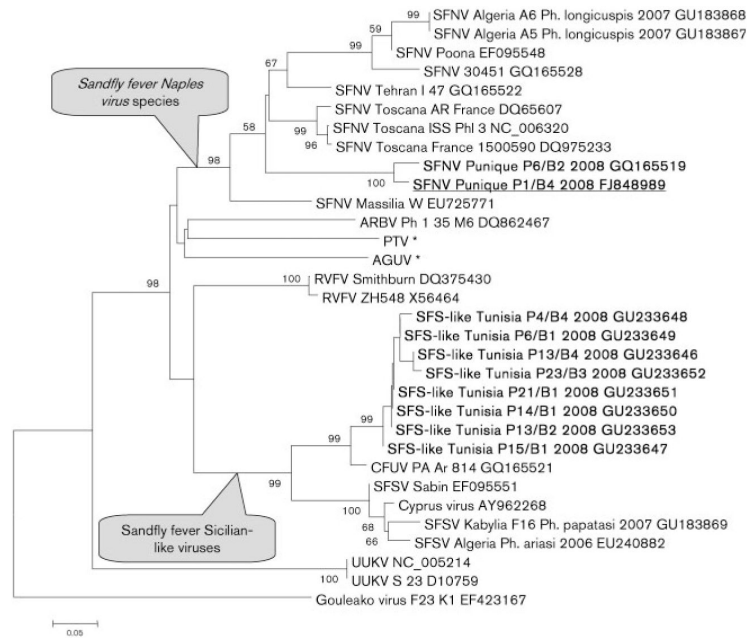 99
SFNV Algeria A6 Ph. longicuspis 2007 GU183868
59
SFNV Algeria A5 Ph. longicuspis 2007 GU183867
99
SFNV Poona EF095548
67
SFNV 30451 GQ165528
Sandfly fever Naples
virus species
SFNV Tehran I 47 GQ165522
SFNV Toscana AR France DQ65607
58
99
SFNV Toscana ISS Phl 3 NC_006320
96
SFNV Toscana France 1500590 DQ975233
98
SFNV Punique P6/B2 2008 GQ165519
100
SFNV Punique P1/B4 2008 FJ848989
SFNV Massilia W EU725771
ARBV Ph 1 35 M6 DQ862467
PTV *
AGUV *
98
100
RVFV Smithburn DQ375430
RVFV ZH548 X56464
SFS-like Tunisia P4/B4 2008 GU233648
SFS-like Tunisia P6/B1 2008 GU233649
SFS-like Tunisia P13/B4 2008 GU233646
SFS-like Tunisia P23/B3 2008 GU233652
SFS-like Tunisia P21/B1 2008 GU233651
SFS-like Tunisia P14/B1 2008 GU233650
99
SFS-like Tunisia P13/B2 2008 GU233653
99
SFS-like Tunisia P15/B1 2008 GU233647
CFUV PA Ar 814 GQ165521
99
SFSV Sabin EF095551
100
Cyprus virus AY962268
68
SFSV Kabylia F16 Ph. papatasi 2007 GU183869
66
SFSV Algeria Ph. ariasi 2006 EU240882
Sandfly fever Sicilian-
like viruses
UUKV NC_005214
100
UUKV S 23 D10759
Gouleako virus F23 K1 EF423167
0.05